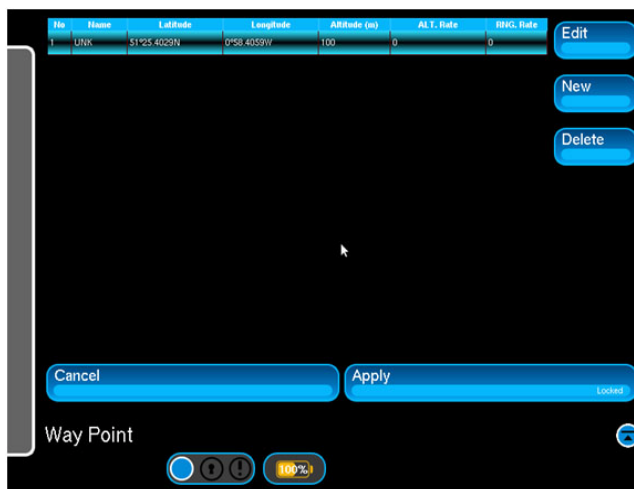 No Name Latitude Longitude Altitude (m) ALT. Rate RNG. Rate
1 UNK 51°25.4029N 0°58.4059W 100 0 0
Edit
New
Delete
Cancel Apply
Locked
Way Point
100%